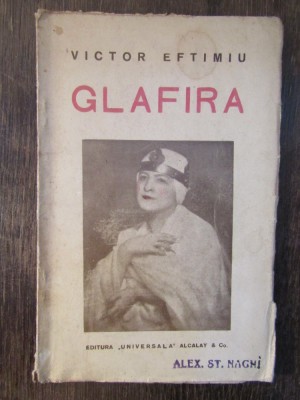 VICTOR EFTIMIU
GLAFIRA
EDITURA „UNIVERSALA" ALCALAY & Co.
ALEX. ST. NAGHI